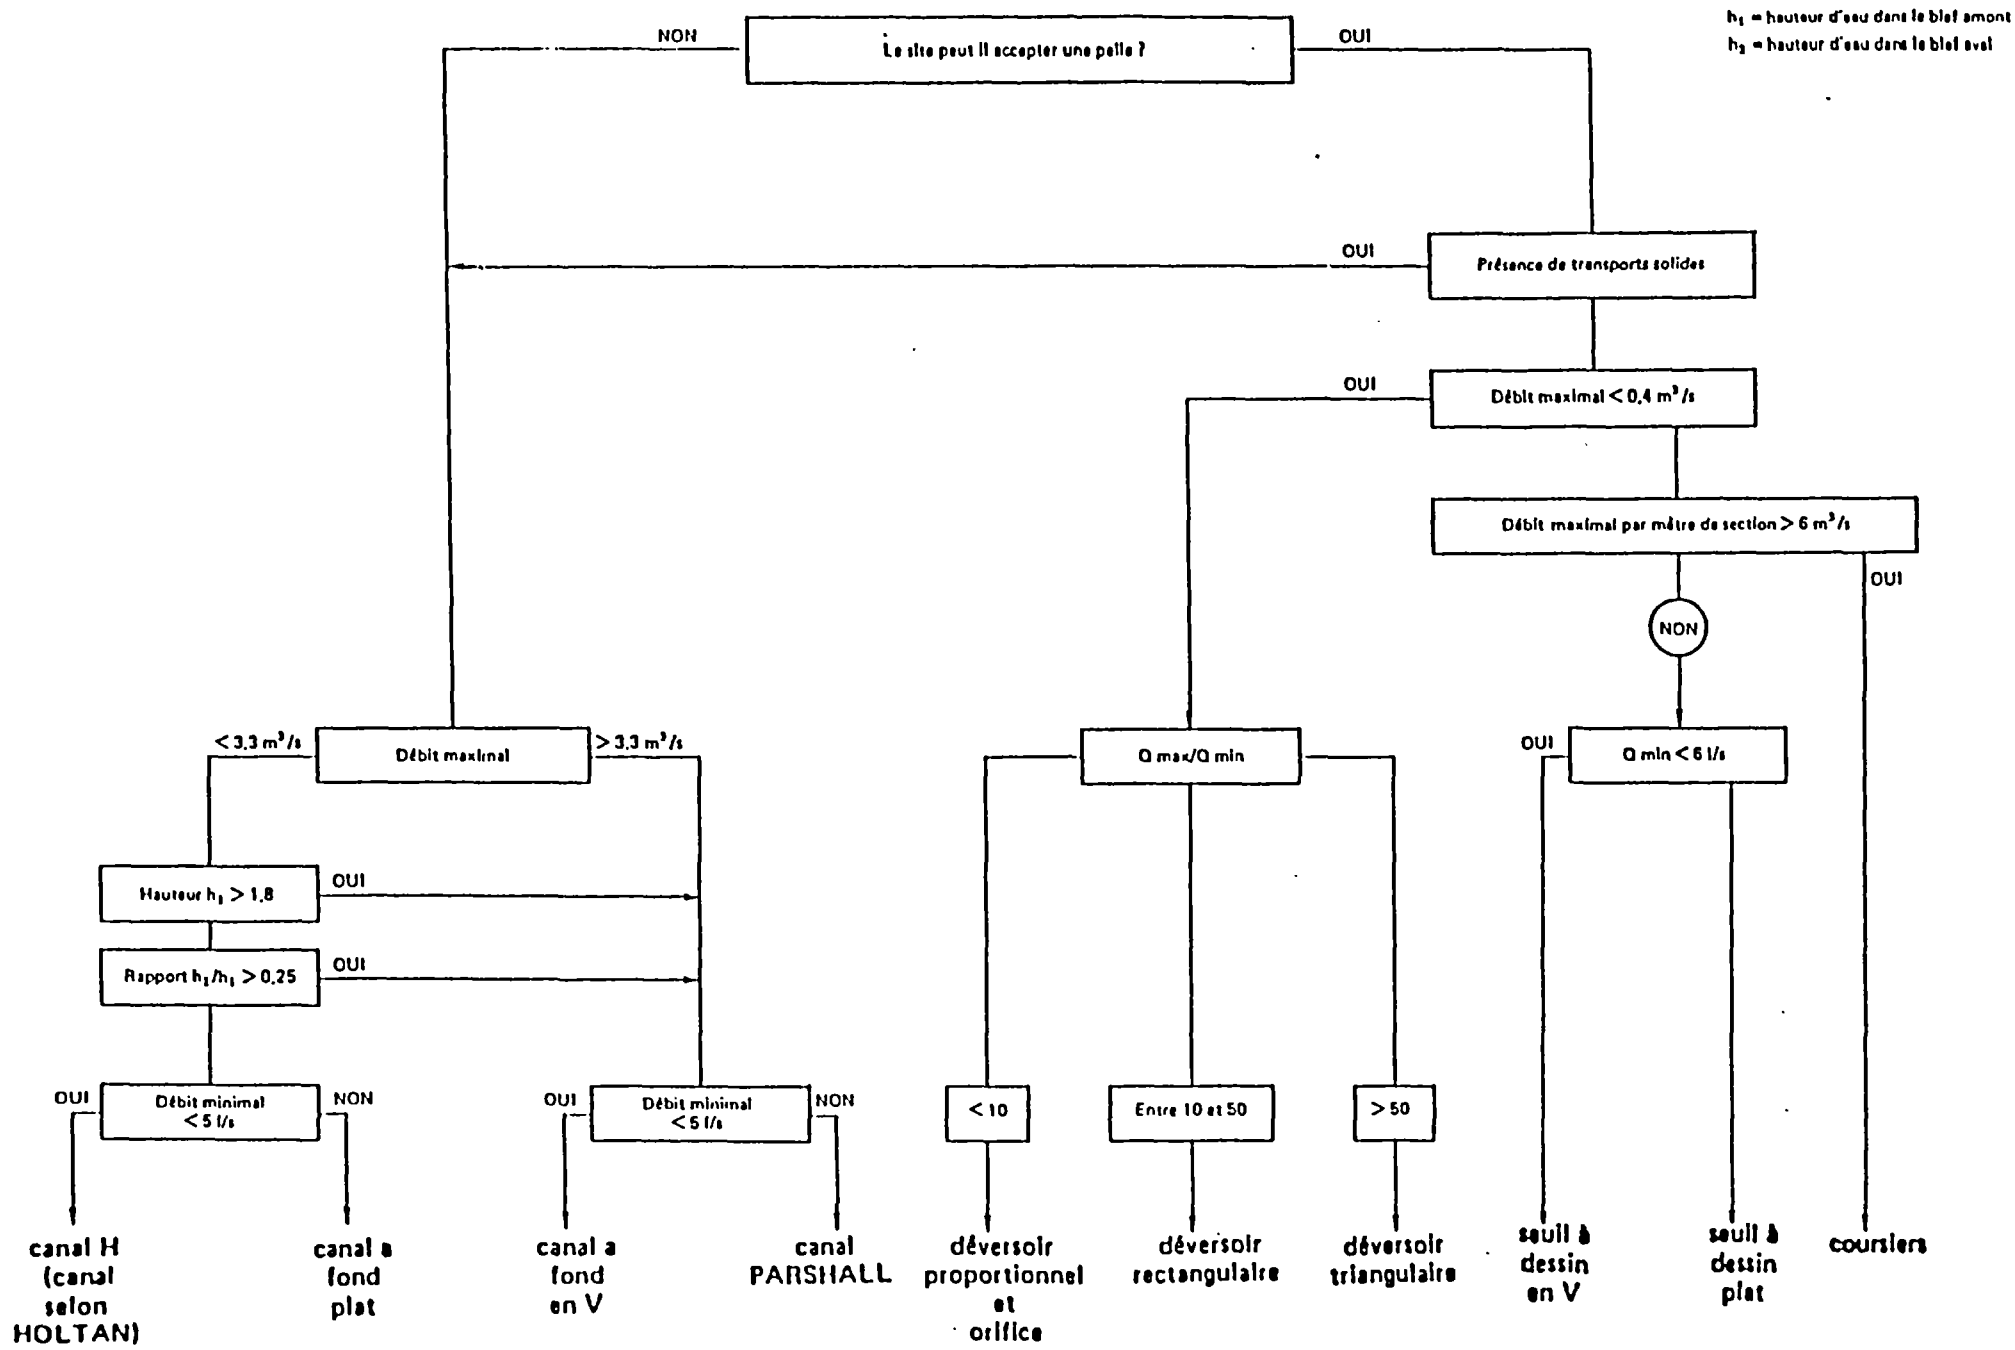 h₁ = hauteur d'eau dans le bief amont
h₂ = hauteur d'eau dans le bief aval
NON
Le site peut il accepter une pelle ?
OUI
OUI
Présence de transports solides
OUI
Débit maximal < 0,4 m³/s
Débit maximal par mètre de section > 6 m³/s
OUI
NON
< 3,3 m³/s
Débit maximal
> 3,3 m³/s
Q max/Q min
OUI
Q min < 6 l/s
Hauteur h₁ > 1,8
OUI
Rapport h₂/h₁ > 0,25
OUI
OUI
Débit minimal
< 5 l/s
NON
OUI
Débit minimal
< 5 l/s
NON
< 10
Entre 10 et 50
> 50
canal H
(canal
selon
HOLTAN)
canal a
fond
plat
canal a
fond
en V
canal
PARSHALL
déversoir
proportionnel
et
orifice
déversoir
rectangulaire
déversoir
triangulaire
seuil à
dessin
en V
seuil à
dessin
plat
coursiers